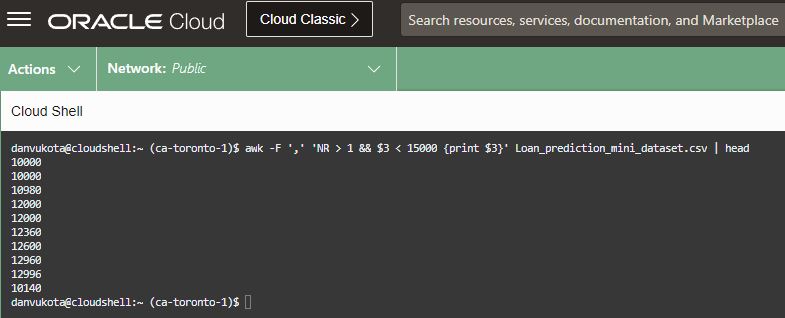 ORACLE Cloud
Cloud Classic >
Search resources, services, documentation, and Marketplace
Actions
Network: Public
Cloud Shell
danvukota@cloudshell:~ (ca-toronto-1)$ awk -F ',' 'NR > 1 && $3 < 15000 {print $3}' Loan_prediction_mini_dataset.csv | head
10000
10000
10980
12000
12000
12360
12600
12960
12996
10140
danvukota@cloudshell:~ (ca-toronto-1)$